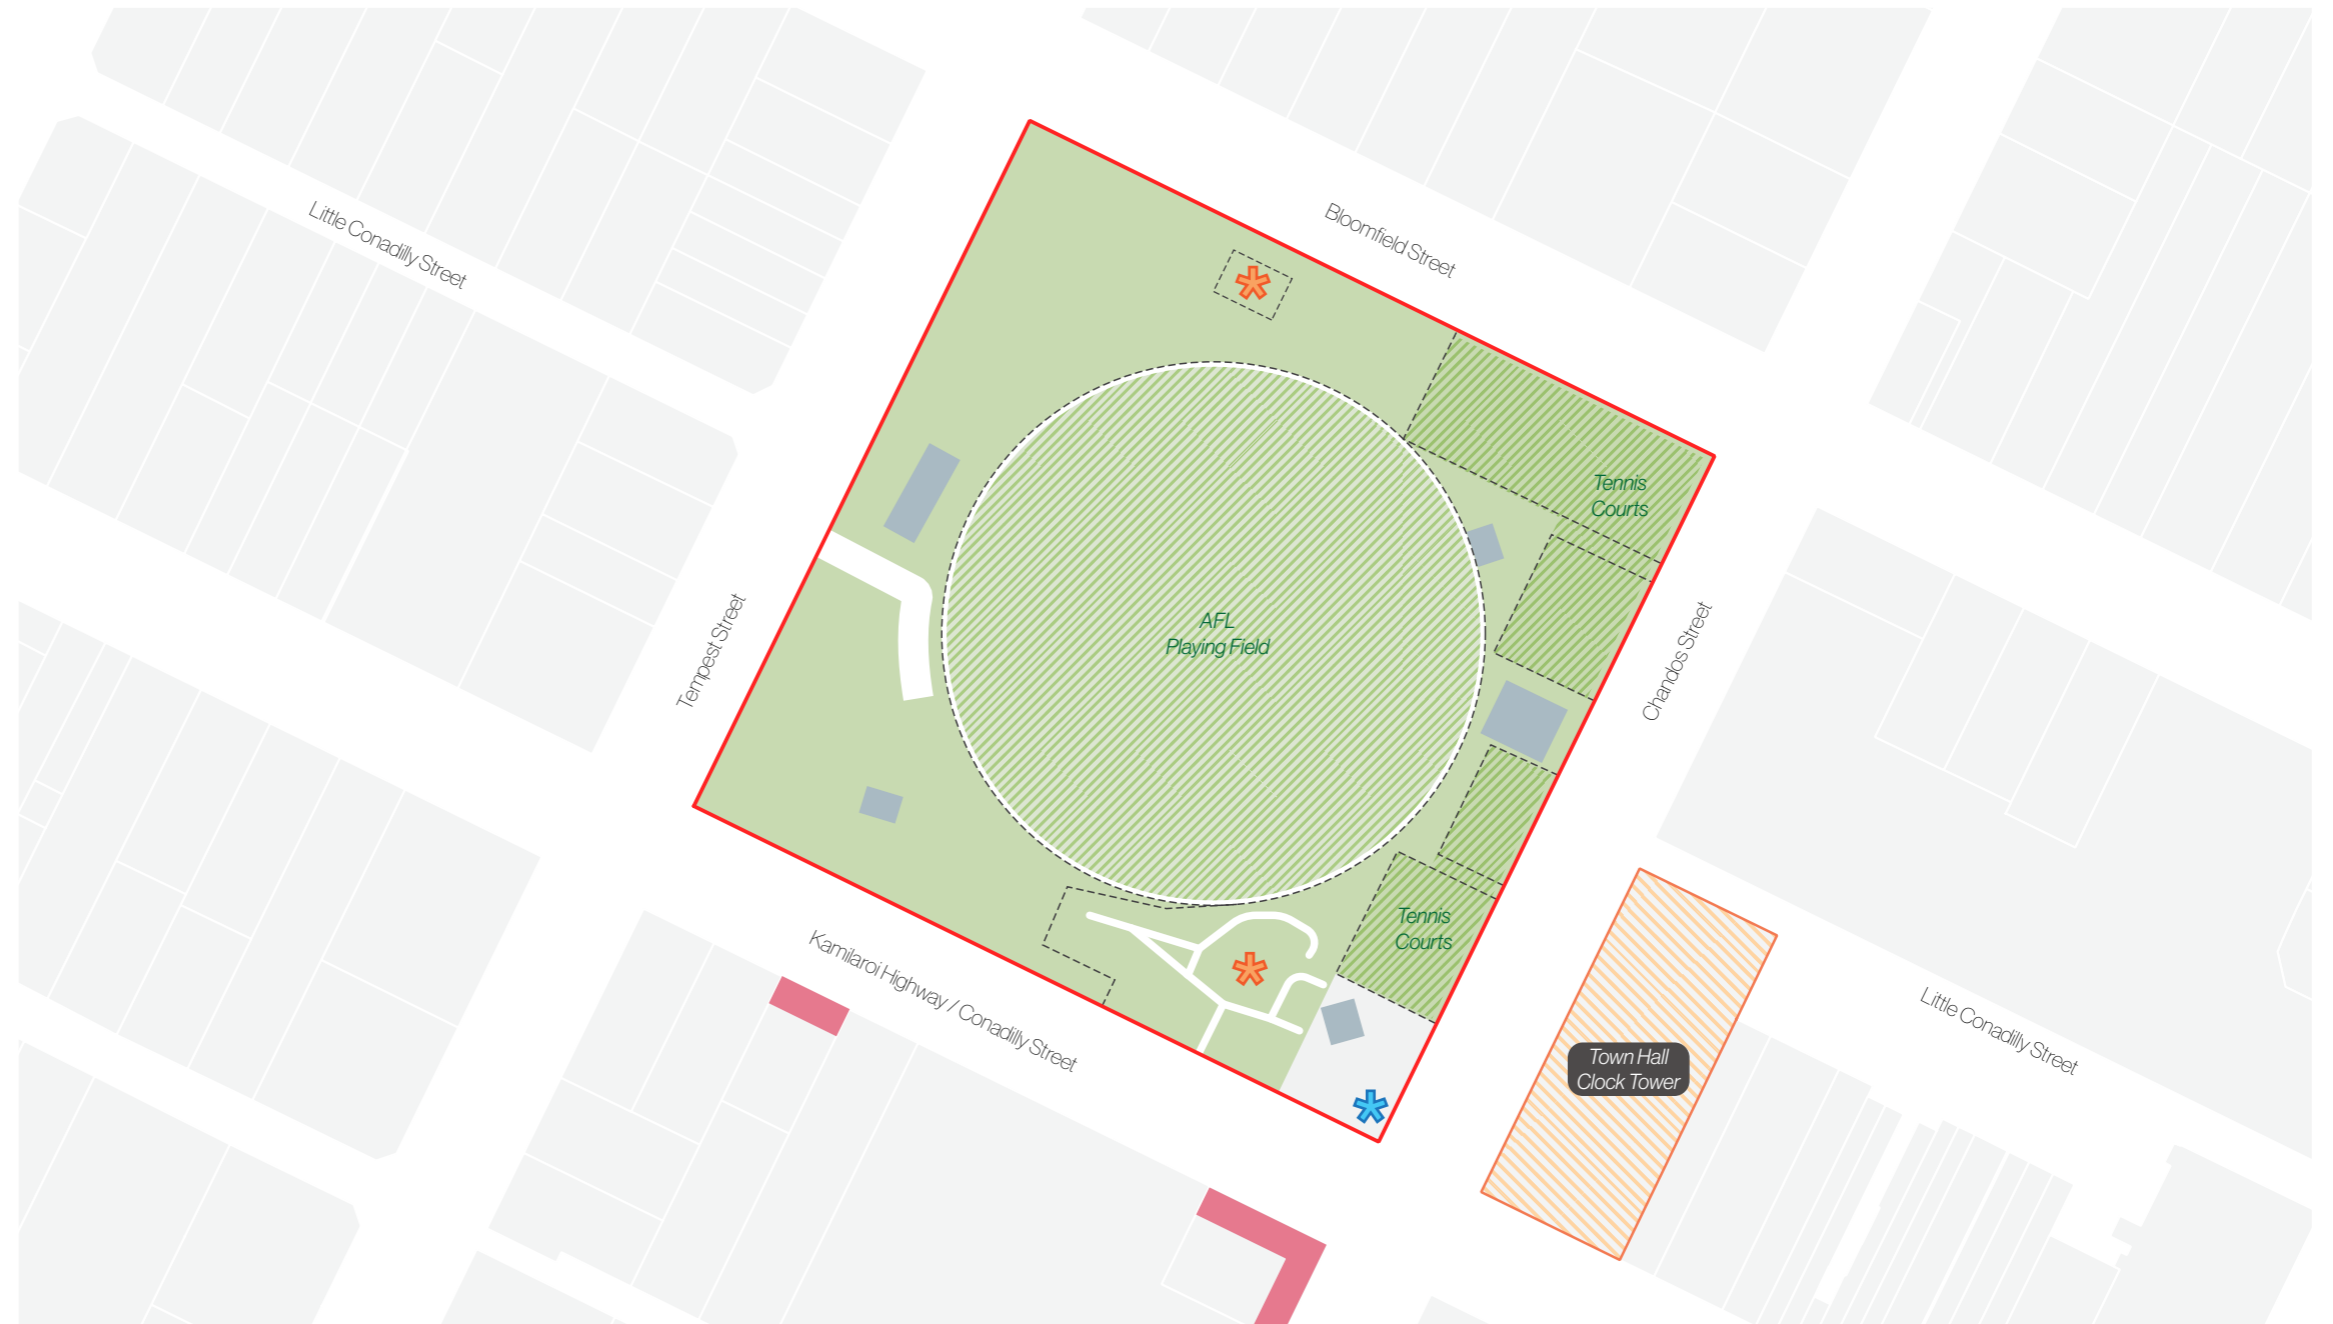 Little Conadilly Street
Bloomfield Street
Tennis
Courts
Tempest Street
AFL
Playing Field
Chandos Street
Tennis
Courts
Kamilaroi Highway / Conadilly Street
Town Hall
Clock Tower
Little Conadilly Street